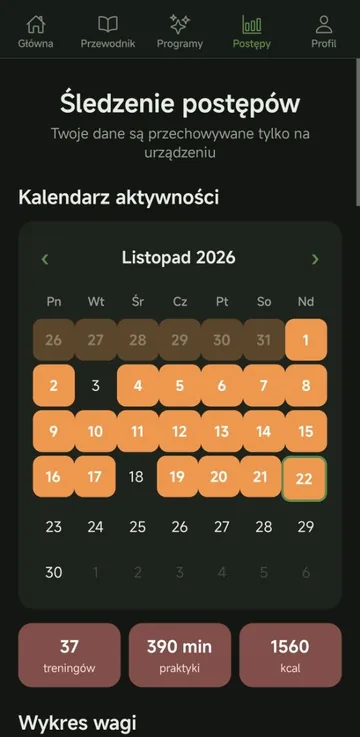 Główna Przewodnik Programy Postępy Profil
Śledzenie postępów
Twoje dane są przechowywane tylko na
urządzeniu
Kalendarz aktywności
‹ Listopad 2026 ›
Pn Wt Śr Cz Pt So Nd
26 27 28 29 30 31 1
2 3 4 5 6 7 8
9 10 11 12 13 14 15
16 17 18 19 20 21 22
23 24 25 26 27 28 29
30 1 2 3 4 5 6
37 390 min 1560
treningów praktyki kcal
Wykres wagi